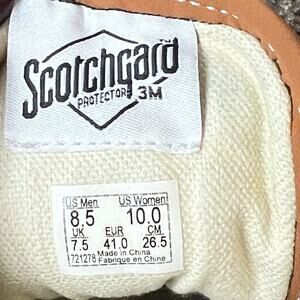 Scotchgard™
PROTECTOR 3M
US Men US Women
8.5 10.0
UK EUR CM
7.5 41.0 26.5
Made in China
721278 Fabriqué en Chine